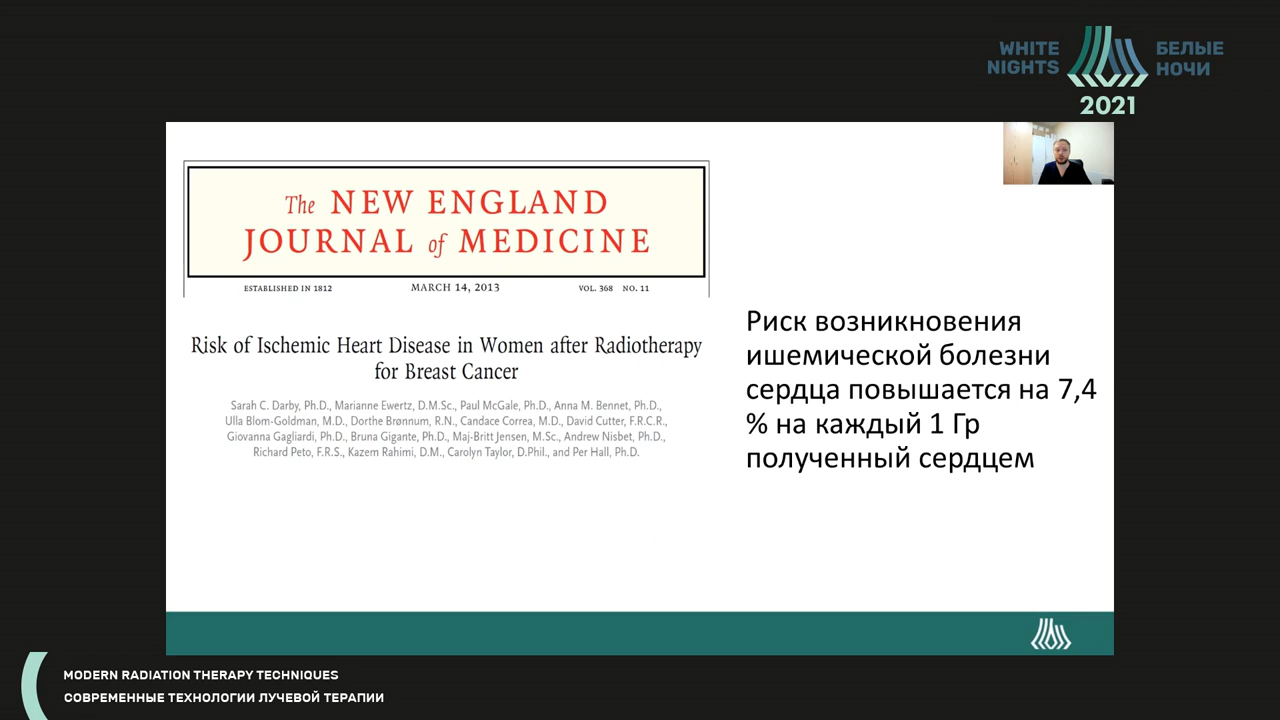 WHITE
NIGHTS
БЕЛЫЕ
НОЧИ
2021
The NEW ENGLAND
JOURNAL of MEDICINE
ESTABLISHED IN 1812 MARCH 14, 2013 VOL. 368 NO. 11
Risk of Ischemic Heart Disease in Women after Radiotherapy
for Breast Cancer
Sarah C. Darby, Ph.D., Marianne Ewertz, D.M.Sc., Paul McGale, Ph.D., Anna M. Bennet, Ph.D.,
Ulla Blom-Goldman, M.D., Dorthe Brønnum, R.N., Candace Correa, M.D., David Cutter, F.R.C.R.,
Giovanna Gagliardi, Ph.D., Bruna Gigante, Ph.D., Maj-Britt Jensen, M.Sc., Andrew Nisbet, Ph.D.,
Richard Peto, F.R.S., Kazem Rahimi, D.M., Carolyn Taylor, D.Phil., and Per Hall, Ph.D.
Риск возникновения
ишемической болезни
сердца повышается на 7,4
% на каждый 1 Гр
полученный сердцем
MODERN RADIATION THERAPY TECHNIQUES
СОВРЕМЕННЫЕ ТЕХНОЛОГИИ ЛУЧЕВОЙ ТЕРАПИИ